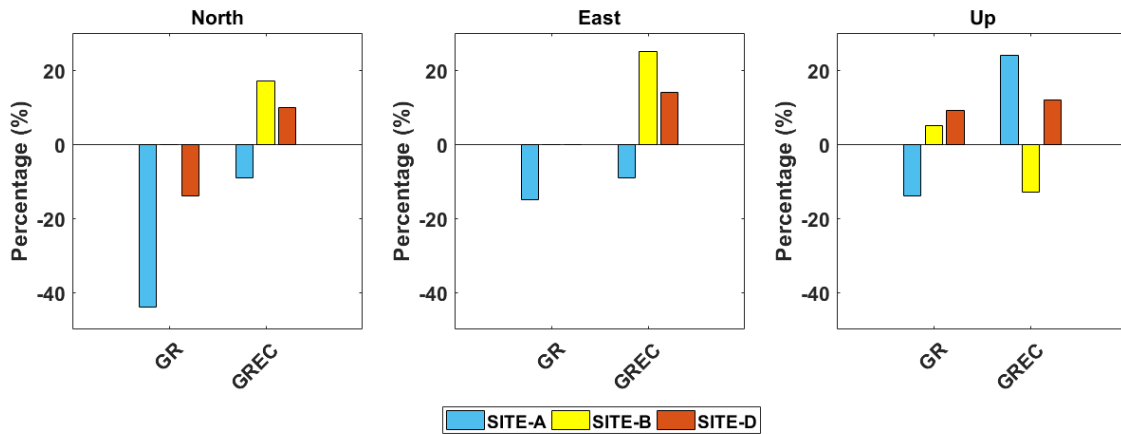 North
East
Up
Percentage (%)
20
0
-20
-40
GR
GREC
Percentage (%)
20
0
-20
-40
GR
GREC
Percentage (%)
20
0
-20
-40
GR
GREC
SITE-A SITE-B SITE-D